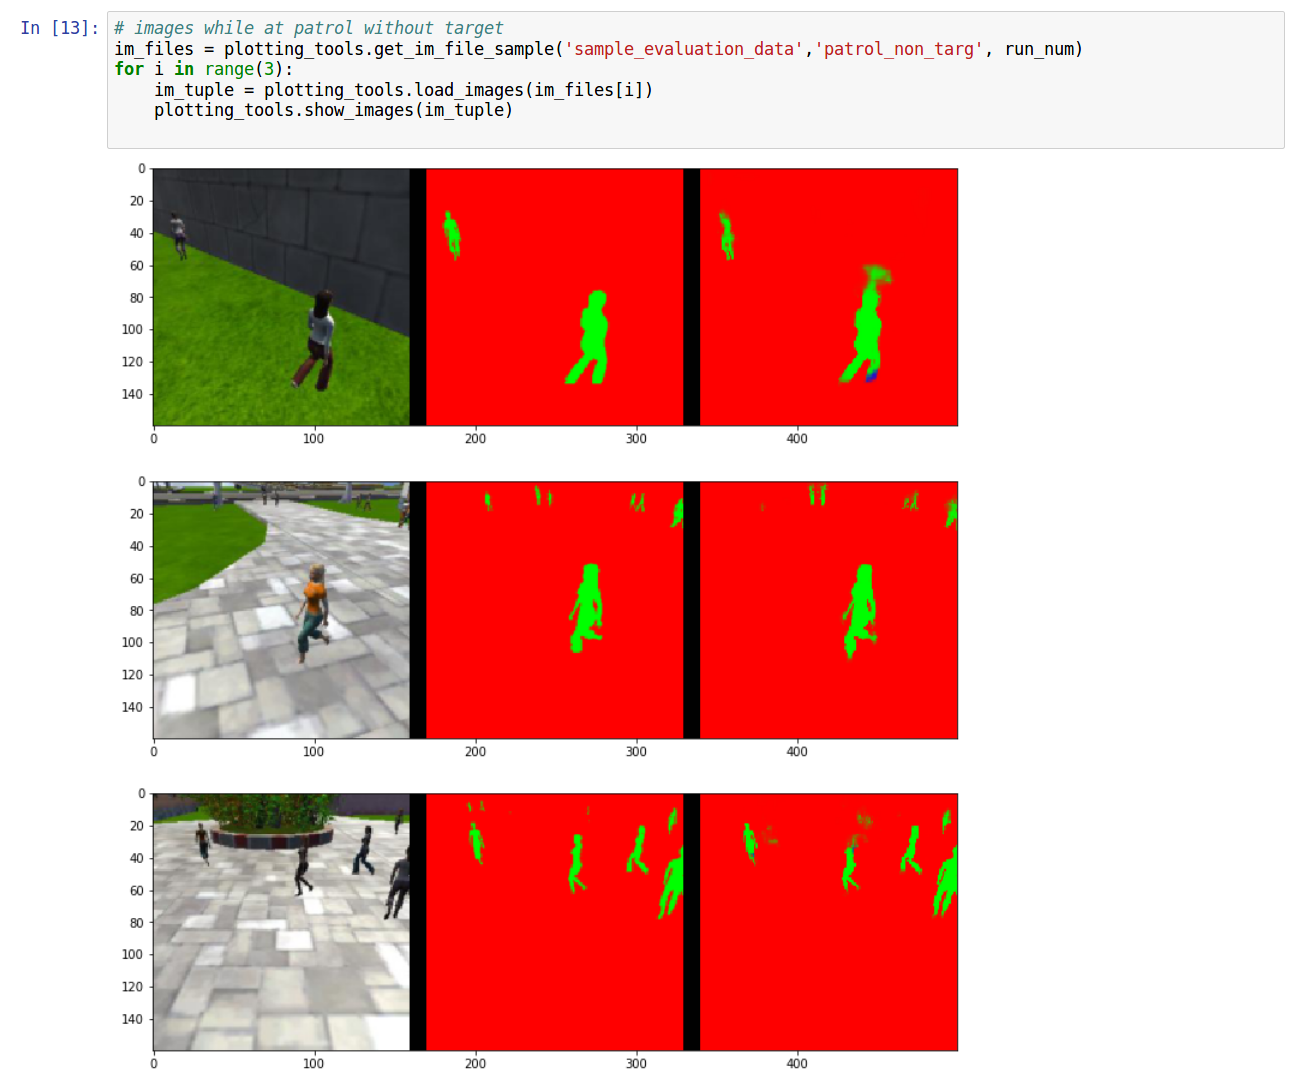 In [13]:
# images while at patrol without target
im_files = plotting_tools.get_im_file_sample('sample_evaluation_data','patrol_non_targ', run_num)
for i in range(3):
    im_tuple = plotting_tools.load_images(im_files[i])
    plotting_tools.show_images(im_tuple)
0
20
40
60
80
100
120
140
0 100 200 300 400
0
20
40
60
80
100
120
140
0 100 200 300 400
0
20
40
60
80
100
120
140
0 100 200 300 400